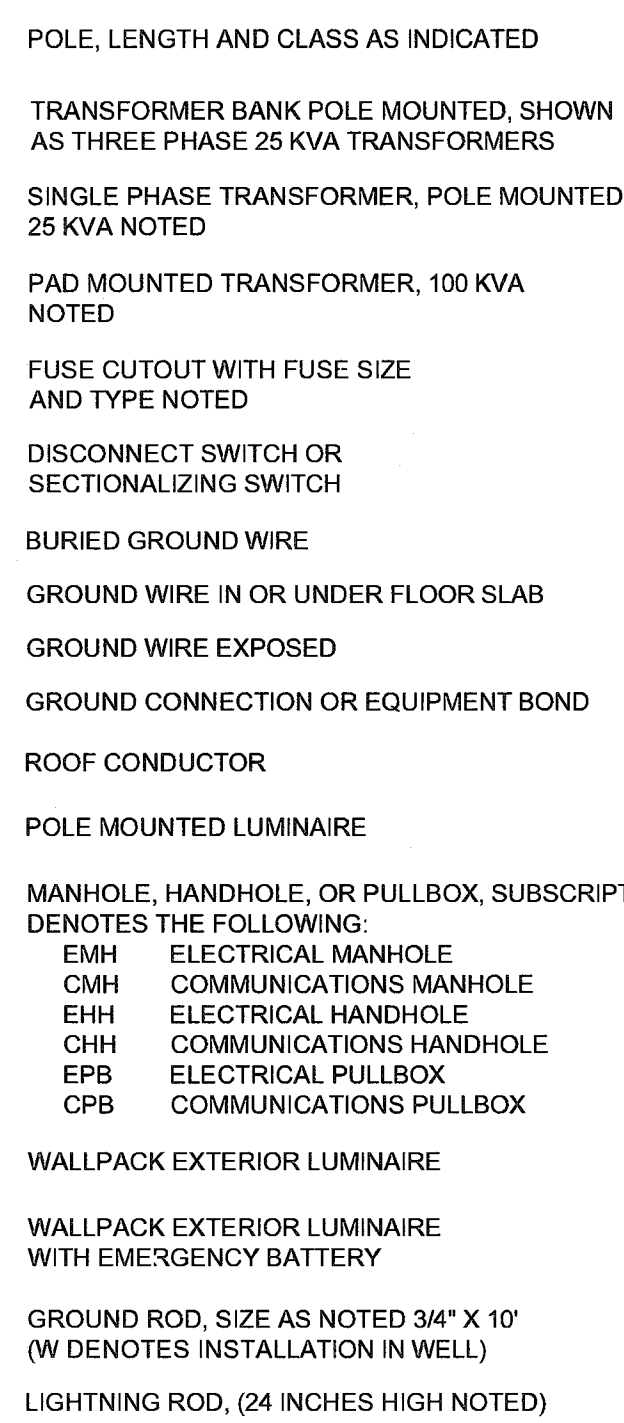 POLE, LENGTH AND CLASS AS INDICATED
TRANSFORMER BANK POLE MOUNTED, SHOWN
AS THREE PHASE 25 KVA TRANSFORMERS
SINGLE PHASE TRANSFORMER, POLE MOUNTED
25 KVA NOTED
PAD MOUNTED TRANSFORMER, 100 KVA
NOTED
FUSE CUTOUT WITH FUSE SIZE
AND TYPE NOTED
DISCONNECT SWITCH OR
SECTIONALIZING SWITCH
BURIED GROUND WIRE
GROUND WIRE IN OR UNDER FLOOR SLAB
GROUND WIRE EXPOSED
GROUND CONNECTION OR EQUIPMENT BOND
ROOF CONDUCTOR
POLE MOUNTED LUMINAIRE
MANHOLE, HANDHOLE, OR PULLBOX, SUBSCRIPT
DENOTES THE FOLLOWING:
EMH ELECTRICAL MANHOLE
CMH COMMUNICATIONS MANHOLE
EHH ELECTRICAL HANDHOLE
CHH COMMUNICATIONS HANDHOLE
EPB ELECTRICAL PULLBOX
CPB COMMUNICATIONS PULLBOX
WALLPACK EXTERIOR LUMINAIRE
WALLPACK EXTERIOR LUMINAIRE
WITH EMERGENCY BATTERY
GROUND ROD, SIZE AS NOTED 3/4" X 10'
(W DENOTES INSTALLATION IN WELL)
LIGHTNING ROD, (24 INCHES HIGH NOTED)